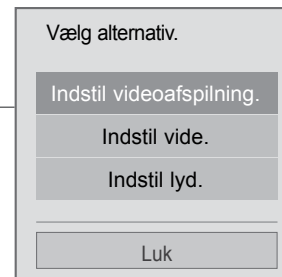 Vælg alternativ.
Indstil videoafspilning.
Indstil vide.
Indstil lyd.
Luk